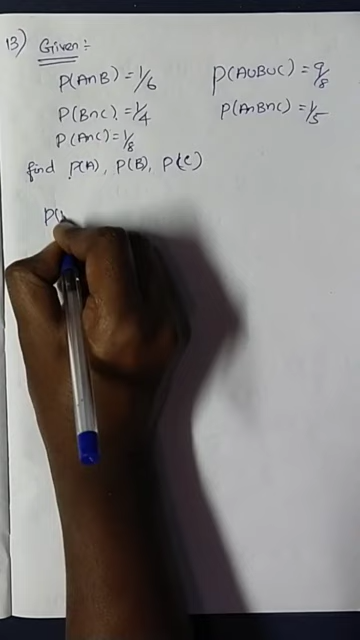 13) Given :-
P(A∩B) = 1/6 P(A∪B∪C) = 9/8
P(B∩C) = 1/4 P(A∩B∩C) = 1/5
P(A∩C) = 1/8
find P(A), P(B), P(C)
P(